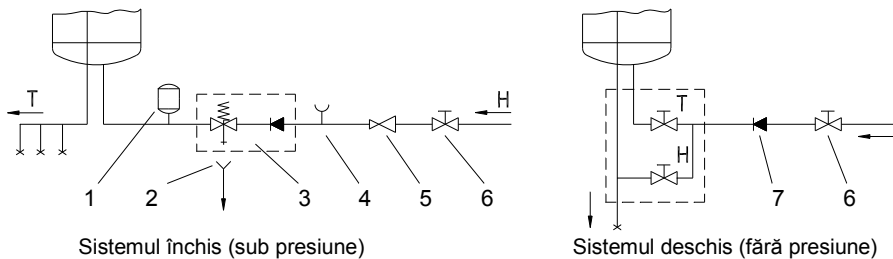 T
H
1
2
3
4
5
6
Sistemul închis (sub presiune)
T
H
7
6
Sistemul deschis (fără presiune)